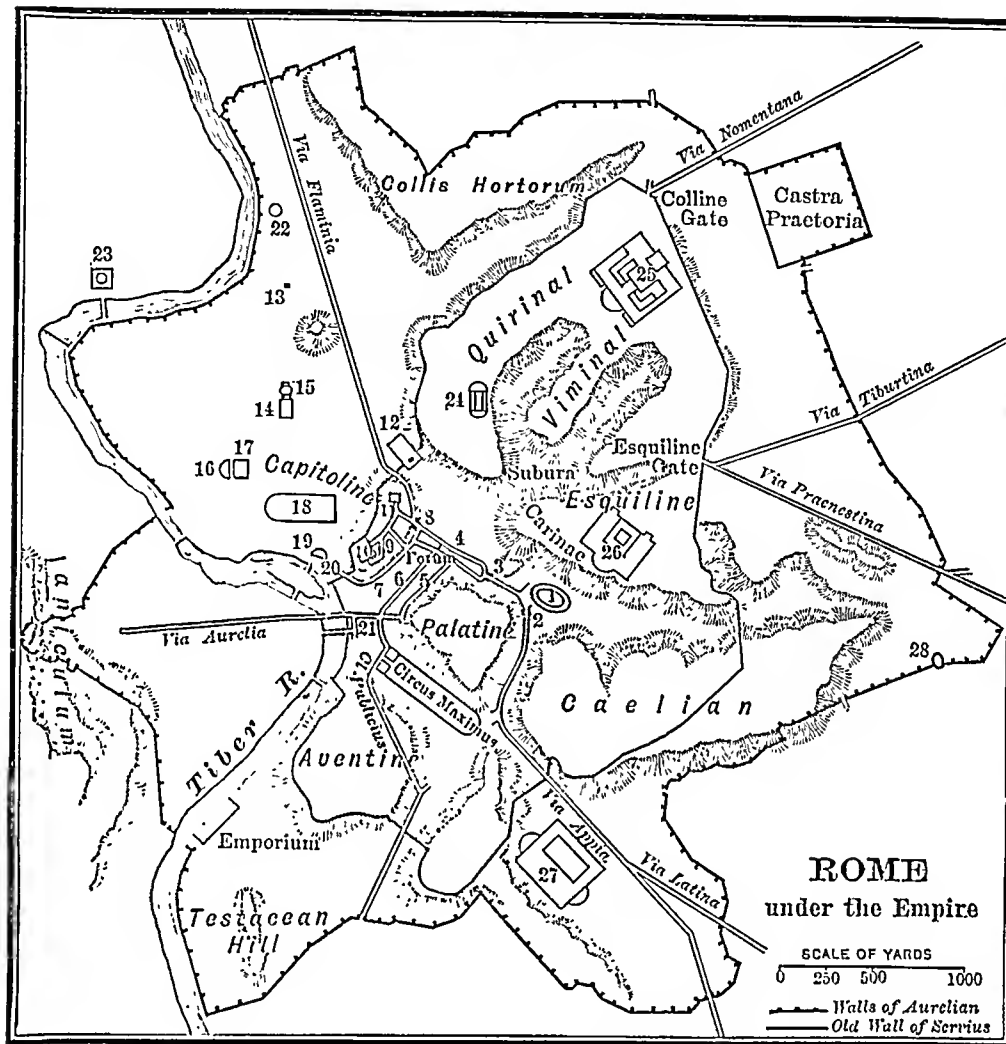 Via Flaminia
Via Nomentana
Collis Hortorum
Colline
Gate
Castra
Praetoria
22
23
13
Quirinal
25
Viminal
24
15
14
12
Via Tiburtina
Esquiline
Gate
Subura
17
16
Capitoline
Esquiline
Via Praenestina
18
11
8
Carinae
26
4
19
10
9
Forum
3
20
7
6
5
1
2
Janiculum
Via Aurelia
21
Palatine
28
Cl. Publicius
Circus Maximus
Caelian
Tiber R.
Aventine
Via Appia
Emporium
27
Via Latina
Testacean
Hill
ROME
under the Empire
SCALE OF YARDS
0 250 500 1000
Walls of Aurelian
Old Wall of Servius